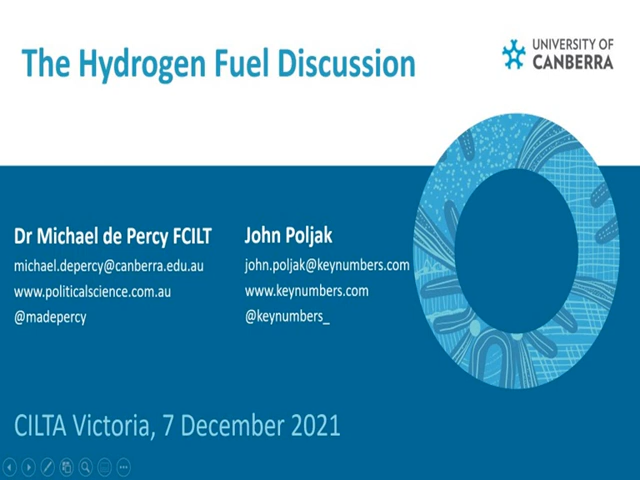 The Hydrogen Fuel Discussion
UNIVERSITY OF
CANBERRA
Dr Michael de Percy FCILT
michael.depercy@canberra.edu.au
www.politicalscience.com.au
@madepercy
John Poljak
john.poljak@keynumbers.com
www.keynumbers.com
@keynumbers_
CILTA Victoria, 7 December 2021